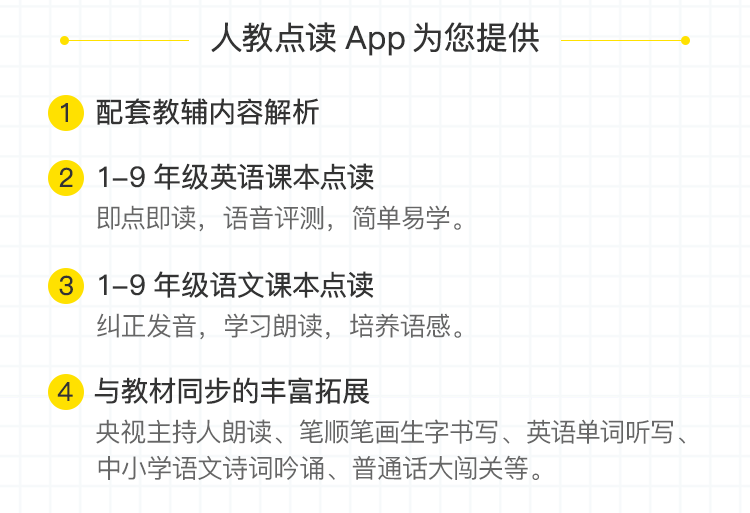 人教点读 App 为您提供
1 配套教辅内容解析
2 1–9 年级英语课本点读
即点即读，语音评测，简单易学。
3 1–9 年级语文课本点读
纠正发音，学习朗读，培养语感。
4 与教材同步的丰富拓展
央视主持人朗读、笔顺笔画生字书写、英语单词听写、
中小学语文诗词吟诵、普通话大闯关等。